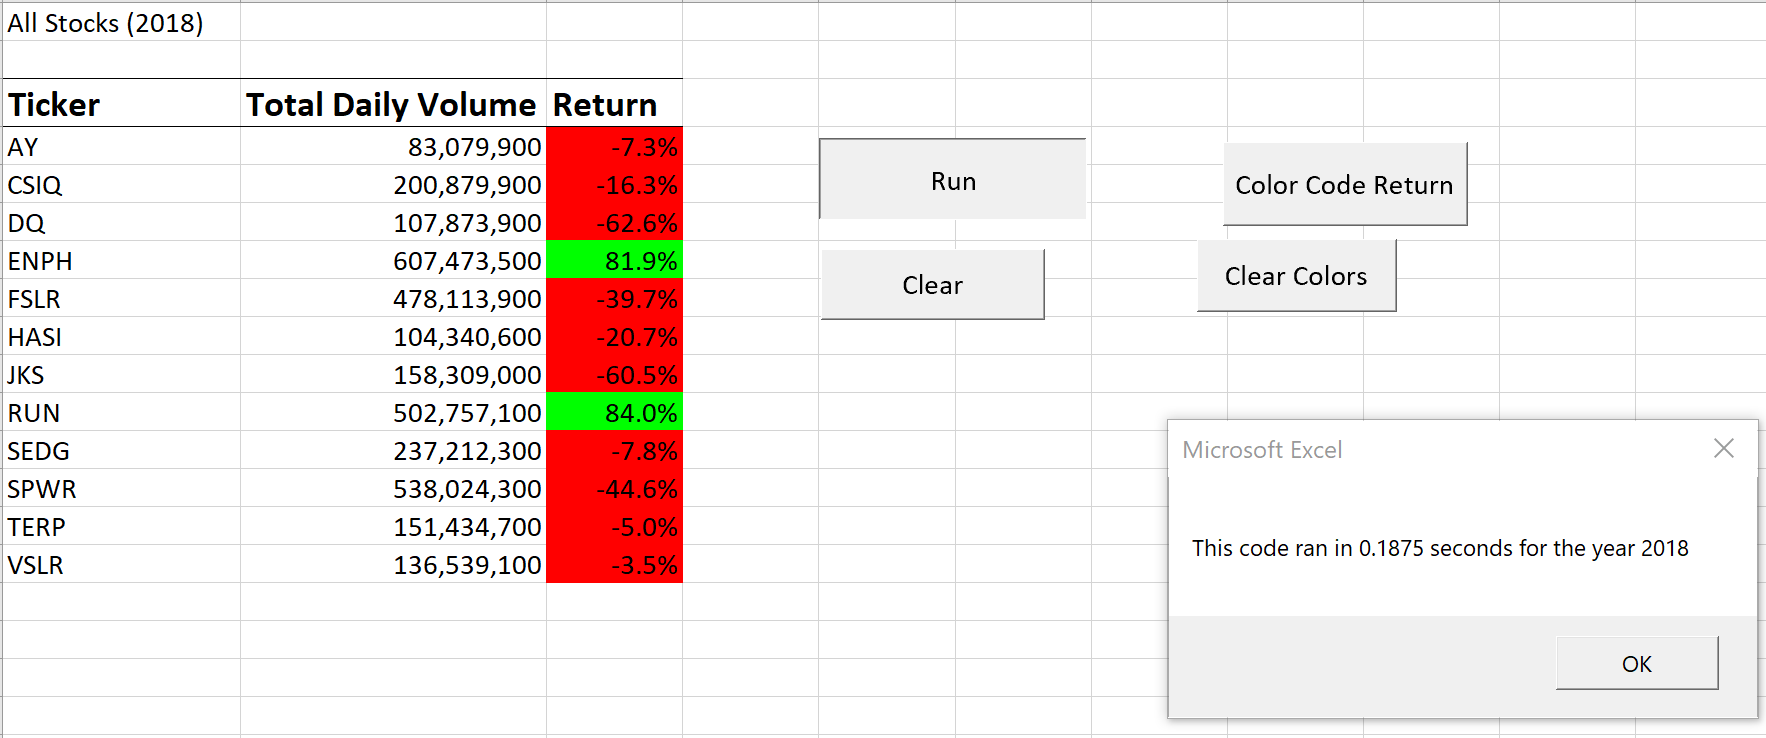 All Stocks (2018)
Ticker Total Daily Volume Return
AY 83,079,900 -7.3%
CSIQ 200,879,900 -16.3%
DQ 107,873,900 -62.6%
ENPH 607,473,500 81.9%
FSLR 478,113,900 -39.7%
HASI 104,340,600 -20.7%
JKS 158,309,000 -60.5%
RUN 502,757,100 84.0%
SEDG 237,212,300 -7.8%
SPWR 538,024,300 -44.6%
TERP 151,434,700 -5.0%
VSLR 136,539,100 -3.5%
Run
Color Code Return
Clear
Clear Colors
Microsoft Excel
This code ran in 0.1875 seconds for the year 2018
OK